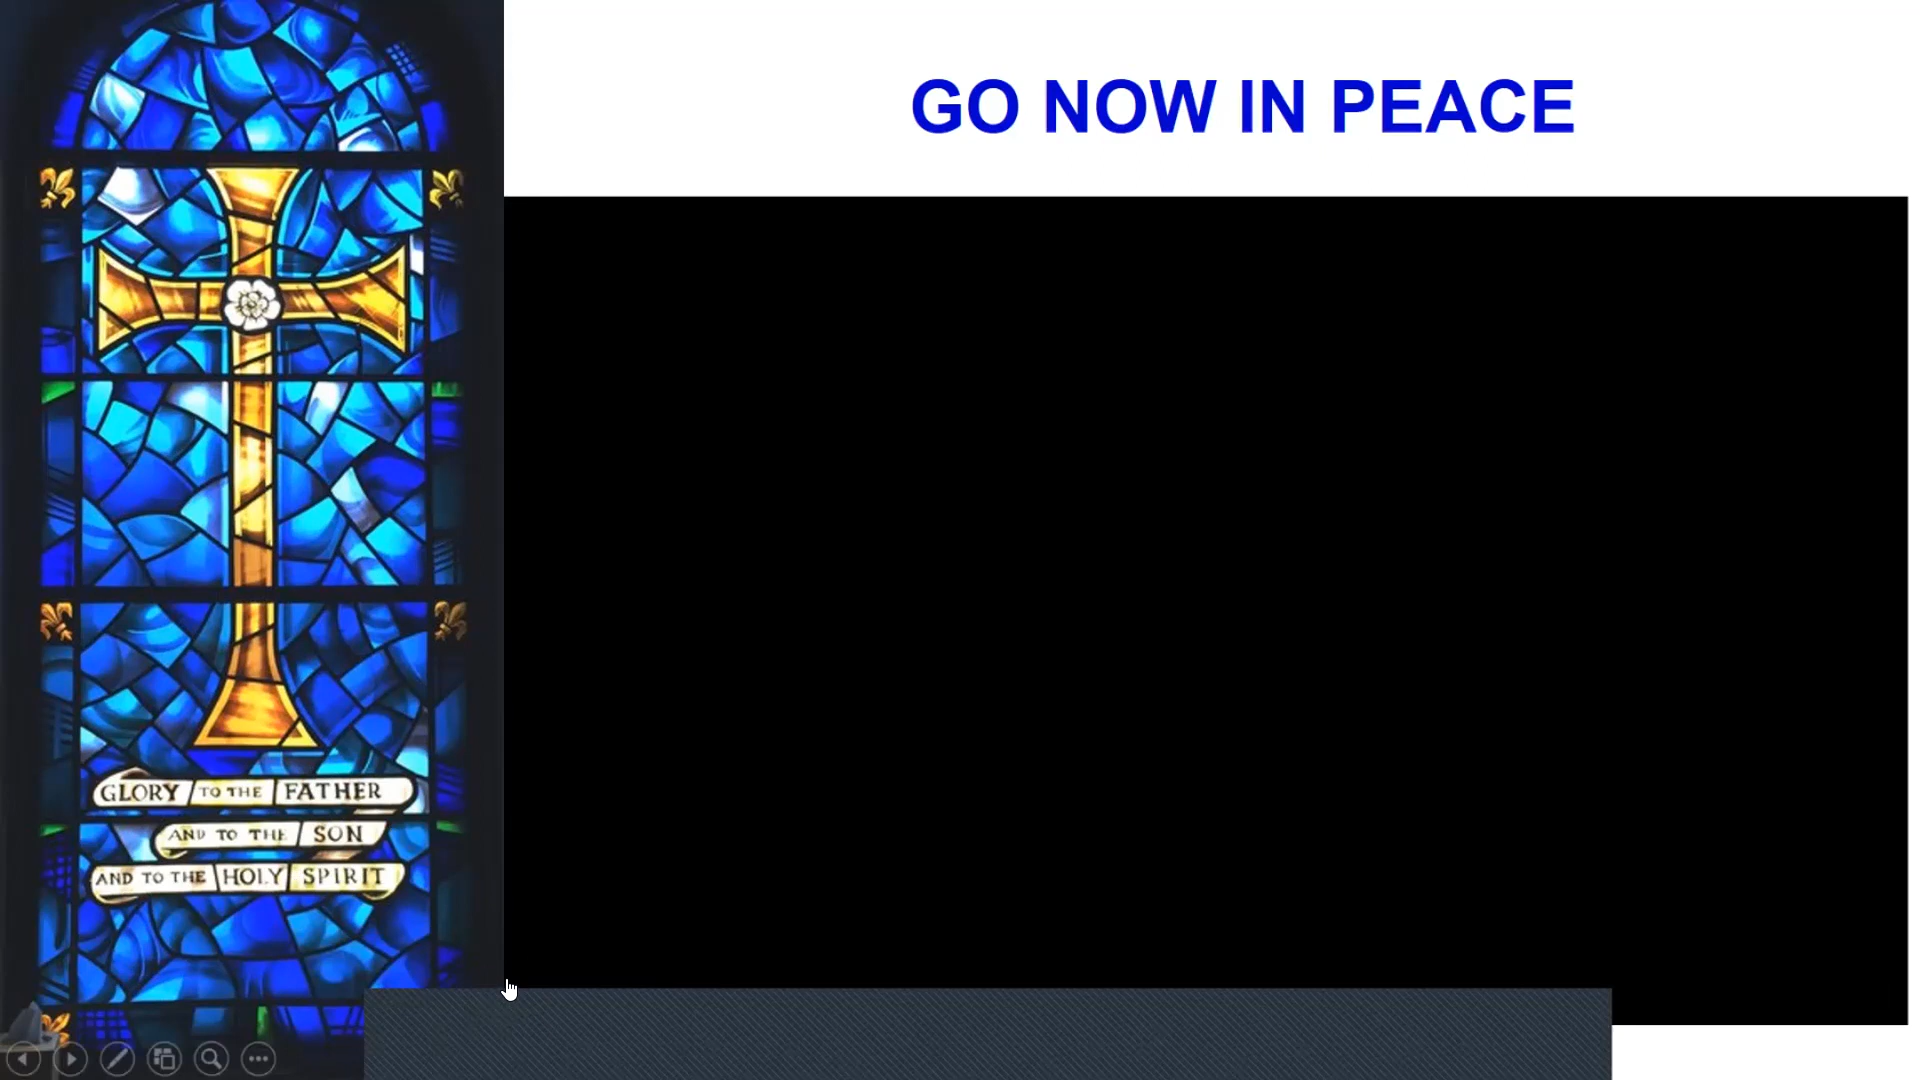 GO NOW IN PEACE
GLORY TO THE FATHER
AND TO THE SON
AND TO THE HOLY SPIRIT